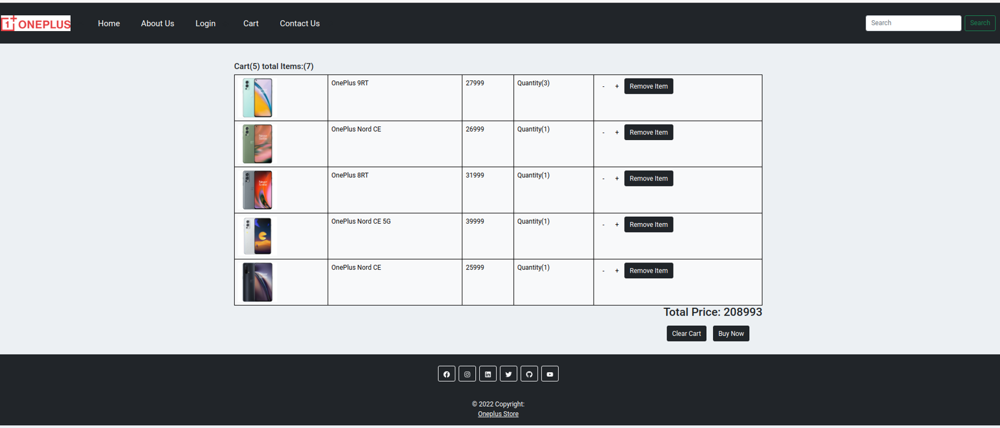 1+ ONEPLUS Home About Us Login Cart Contact Us Search Search
Cart(5) total Items:(7)
OnePlus 9RT 27999 Quantity(3) - + Remove Item
OnePlus Nord CE 26999 Quantity(1) - + Remove Item
OnePlus 8RT 31999 Quantity(1) - + Remove Item
OnePlus Nord CE 5G 39999 Quantity(1) - + Remove Item
OnePlus Nord CE 25999 Quantity(1) - + Remove Item
Total Price: 208993
Clear Cart Buy Now
© 2022 Copyright:
Oneplus Store